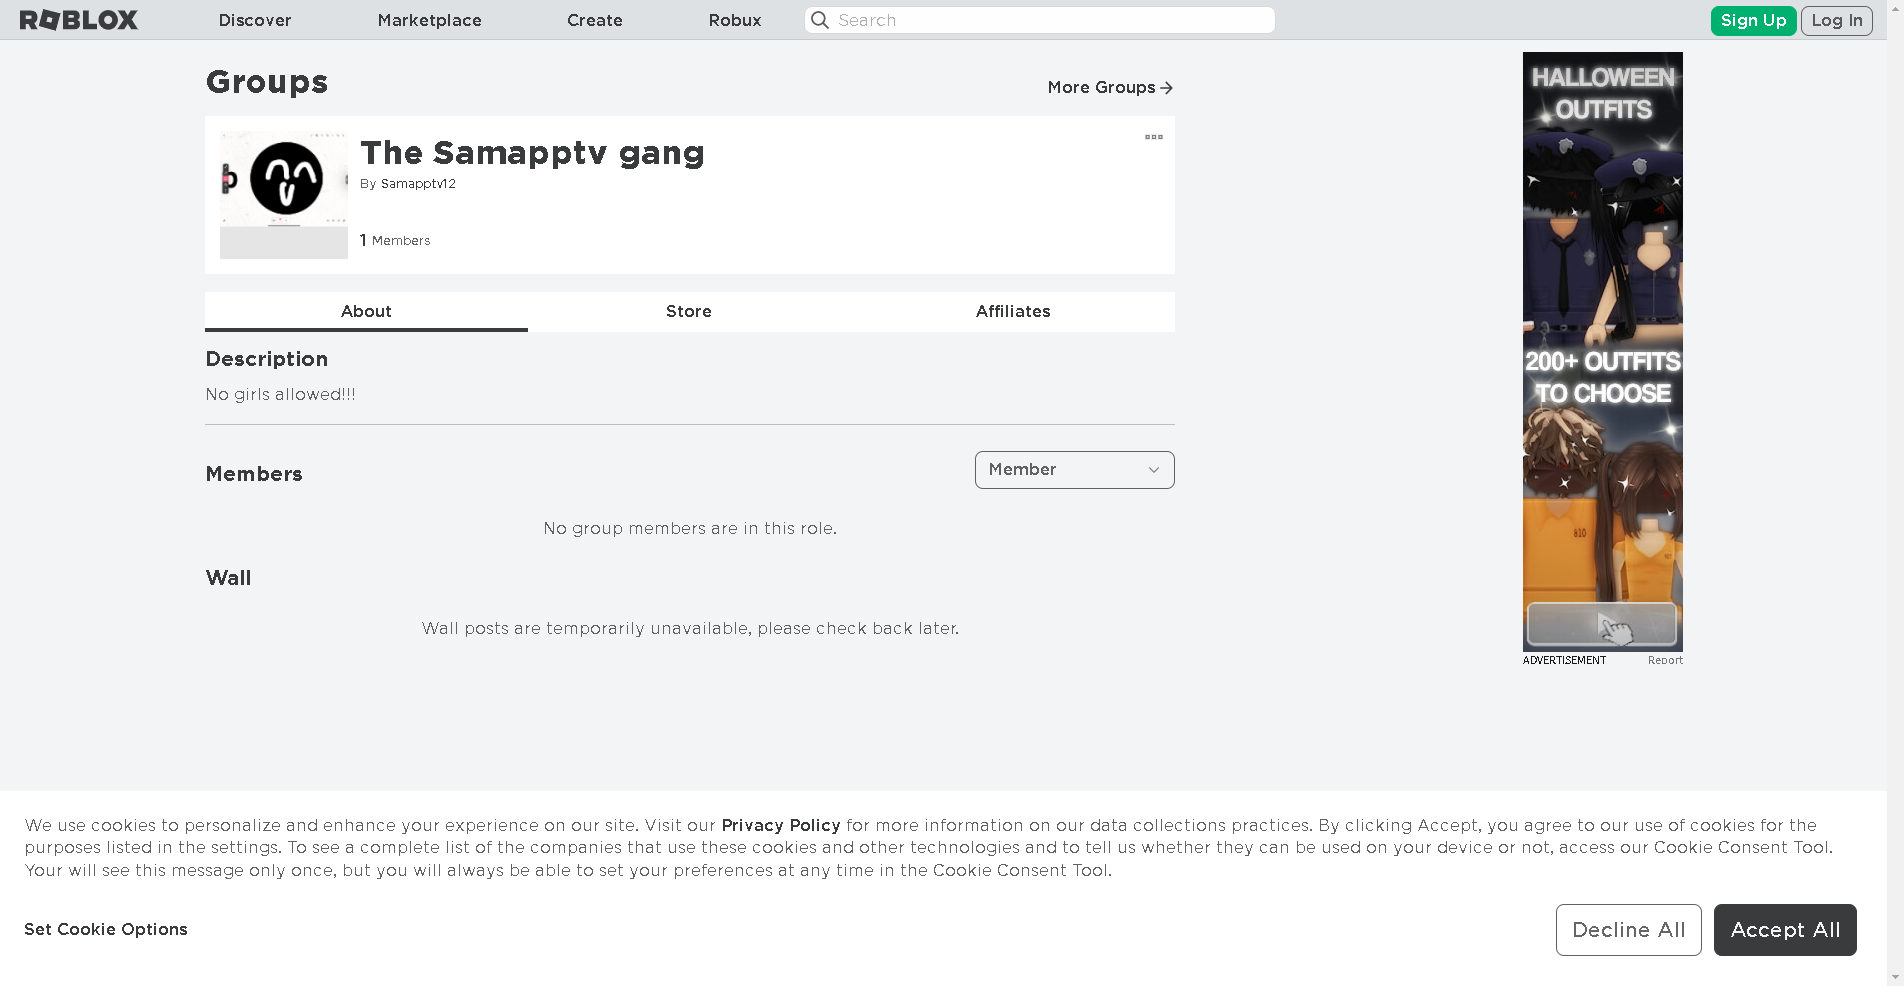 ROBLOX
Discover
Marketplace
Create
Robux
Search
Sign Up
Log In
Groups
More Groups
The Samapptv gang
By Samapptv12
1 Members
About
Store
Affiliates
Description
No girls allowed!!!
Members
Member
No group members are in this role.
Wall
Wall posts are temporarily unavailable, please check back later.
HALLOWEEN
OUTFITS
200+ OUTFITS
TO CHOOSE
ADVERTISEMENT
Report
We use cookies to personalize and enhance your experience on our site. Visit our Privacy Policy for more information on our data collections practices. By clicking Accept, you agree to our use of cookies for the
purposes listed in the settings. To see a complete list of the companies that use these cookies and other technologies and to tell us whether they can be used on your device or not, access our Cookie Consent Tool.
Your will see this message only once, but you will always be able to set your preferences at any time in the Cookie Consent Tool.
Set Cookie Options
Decline All
Accept All